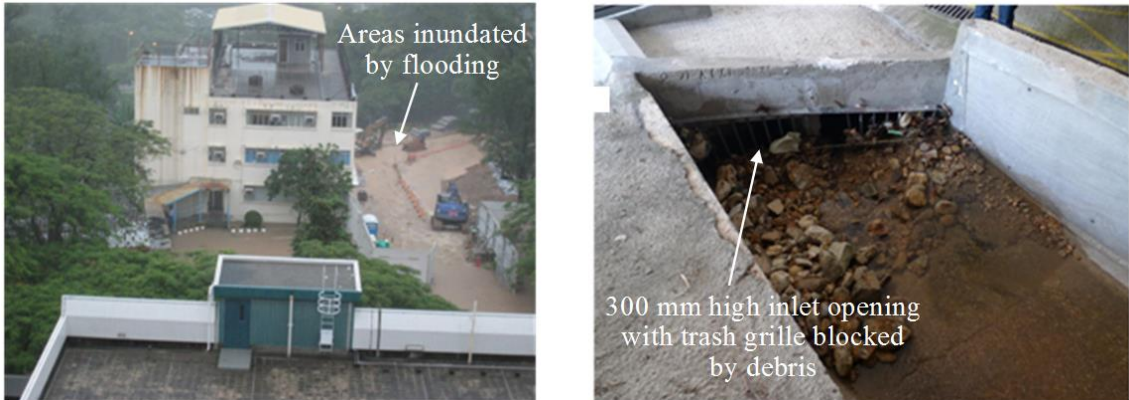 Areas inundated
by flooding
300 mm high inlet opening
with trash grille blocked
by debris